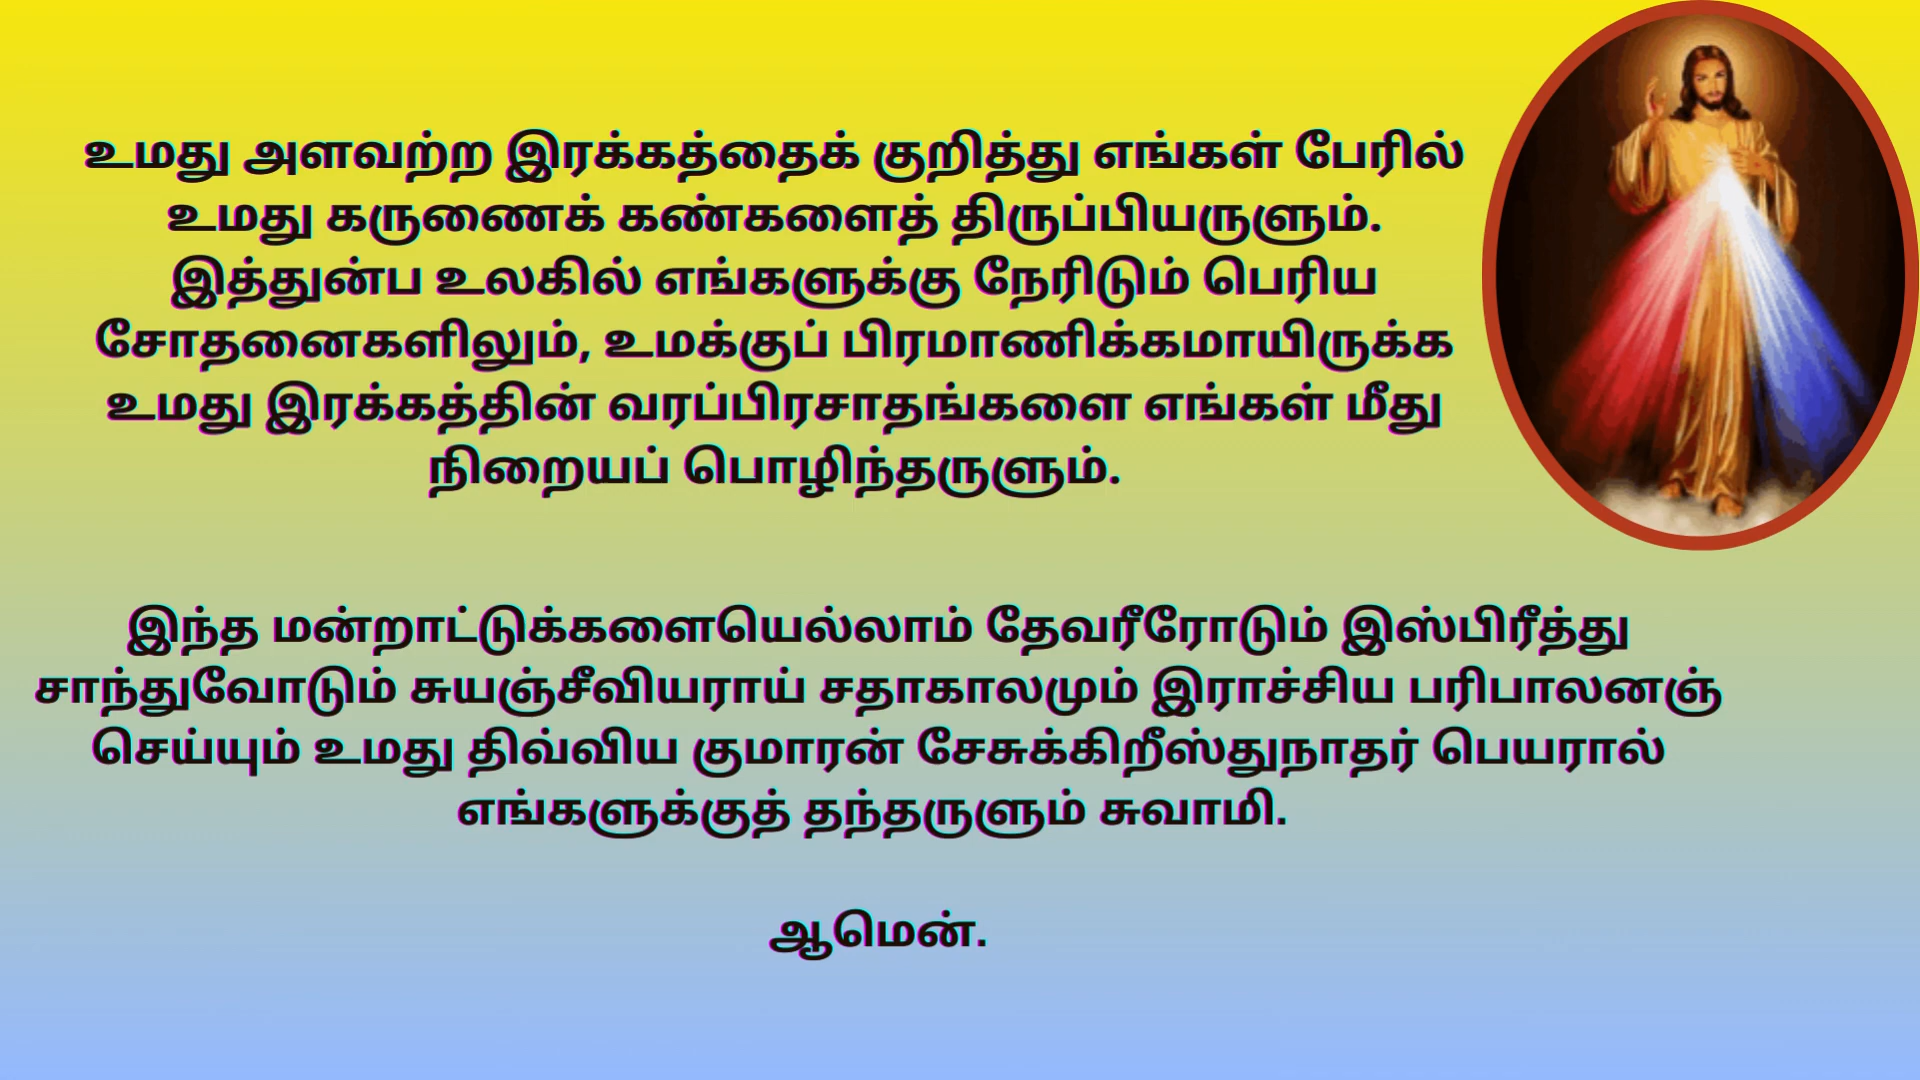 உமது அளவற்ற இரக்கத்தைக் குறித்து எங்கள் பேரில்
உமது கருணைக் கண்களைத் திருப்பியருளும்.
இத்துன்ப உலகில் எங்களுக்கு நேரிடும் பெரிய
சோதனைகளிலும், உமக்குப் பிரமாணிக்கமாயிருக்க
உமது இரக்கத்தின் வரப்பிரசாதங்களை எங்கள் மீது
நிறையப் பொழிந்தருளும்.
இந்த மன்றாட்டுக்களையெல்லாம் தேவரீரோடும் இஸ்பிரீத்து
சாந்துவோடும் சுயஞ்சீவியராய் சதாகாலமும் இராச்சிய பரிபாலனஞ்
செய்யும் உமது திவ்விய குமாரன் சேசுக்கிறீஸ்துநாதர் பெயரால்
எங்களுக்குத் தந்தருளும் சுவாமி.
ஆமென்.